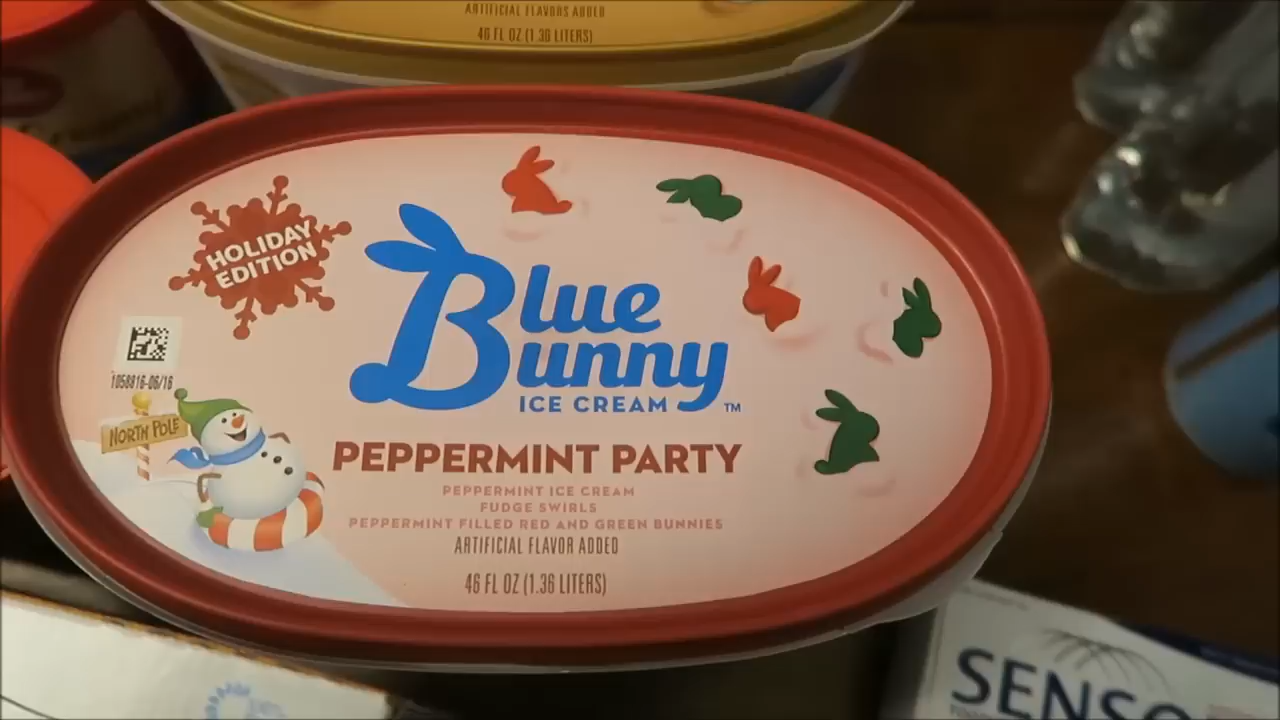 ARTIFICIAL FLAVORS ADDED
46 FL OZ (1.36 LITERS)
HOLIDAY
EDITION
Blue
Bunny
ICE CREAM TM
1058816-06/16
NORTH POLE
PEPPERMINT PARTY
PEPPERMINT ICE CREAM
FUDGE SWIRLS
PEPPERMINT FILLED RED AND GREEN BUNNIES
ARTIFICIAL FLAVOR ADDED
46 FL OZ (1.36 LITERS)
SENSO